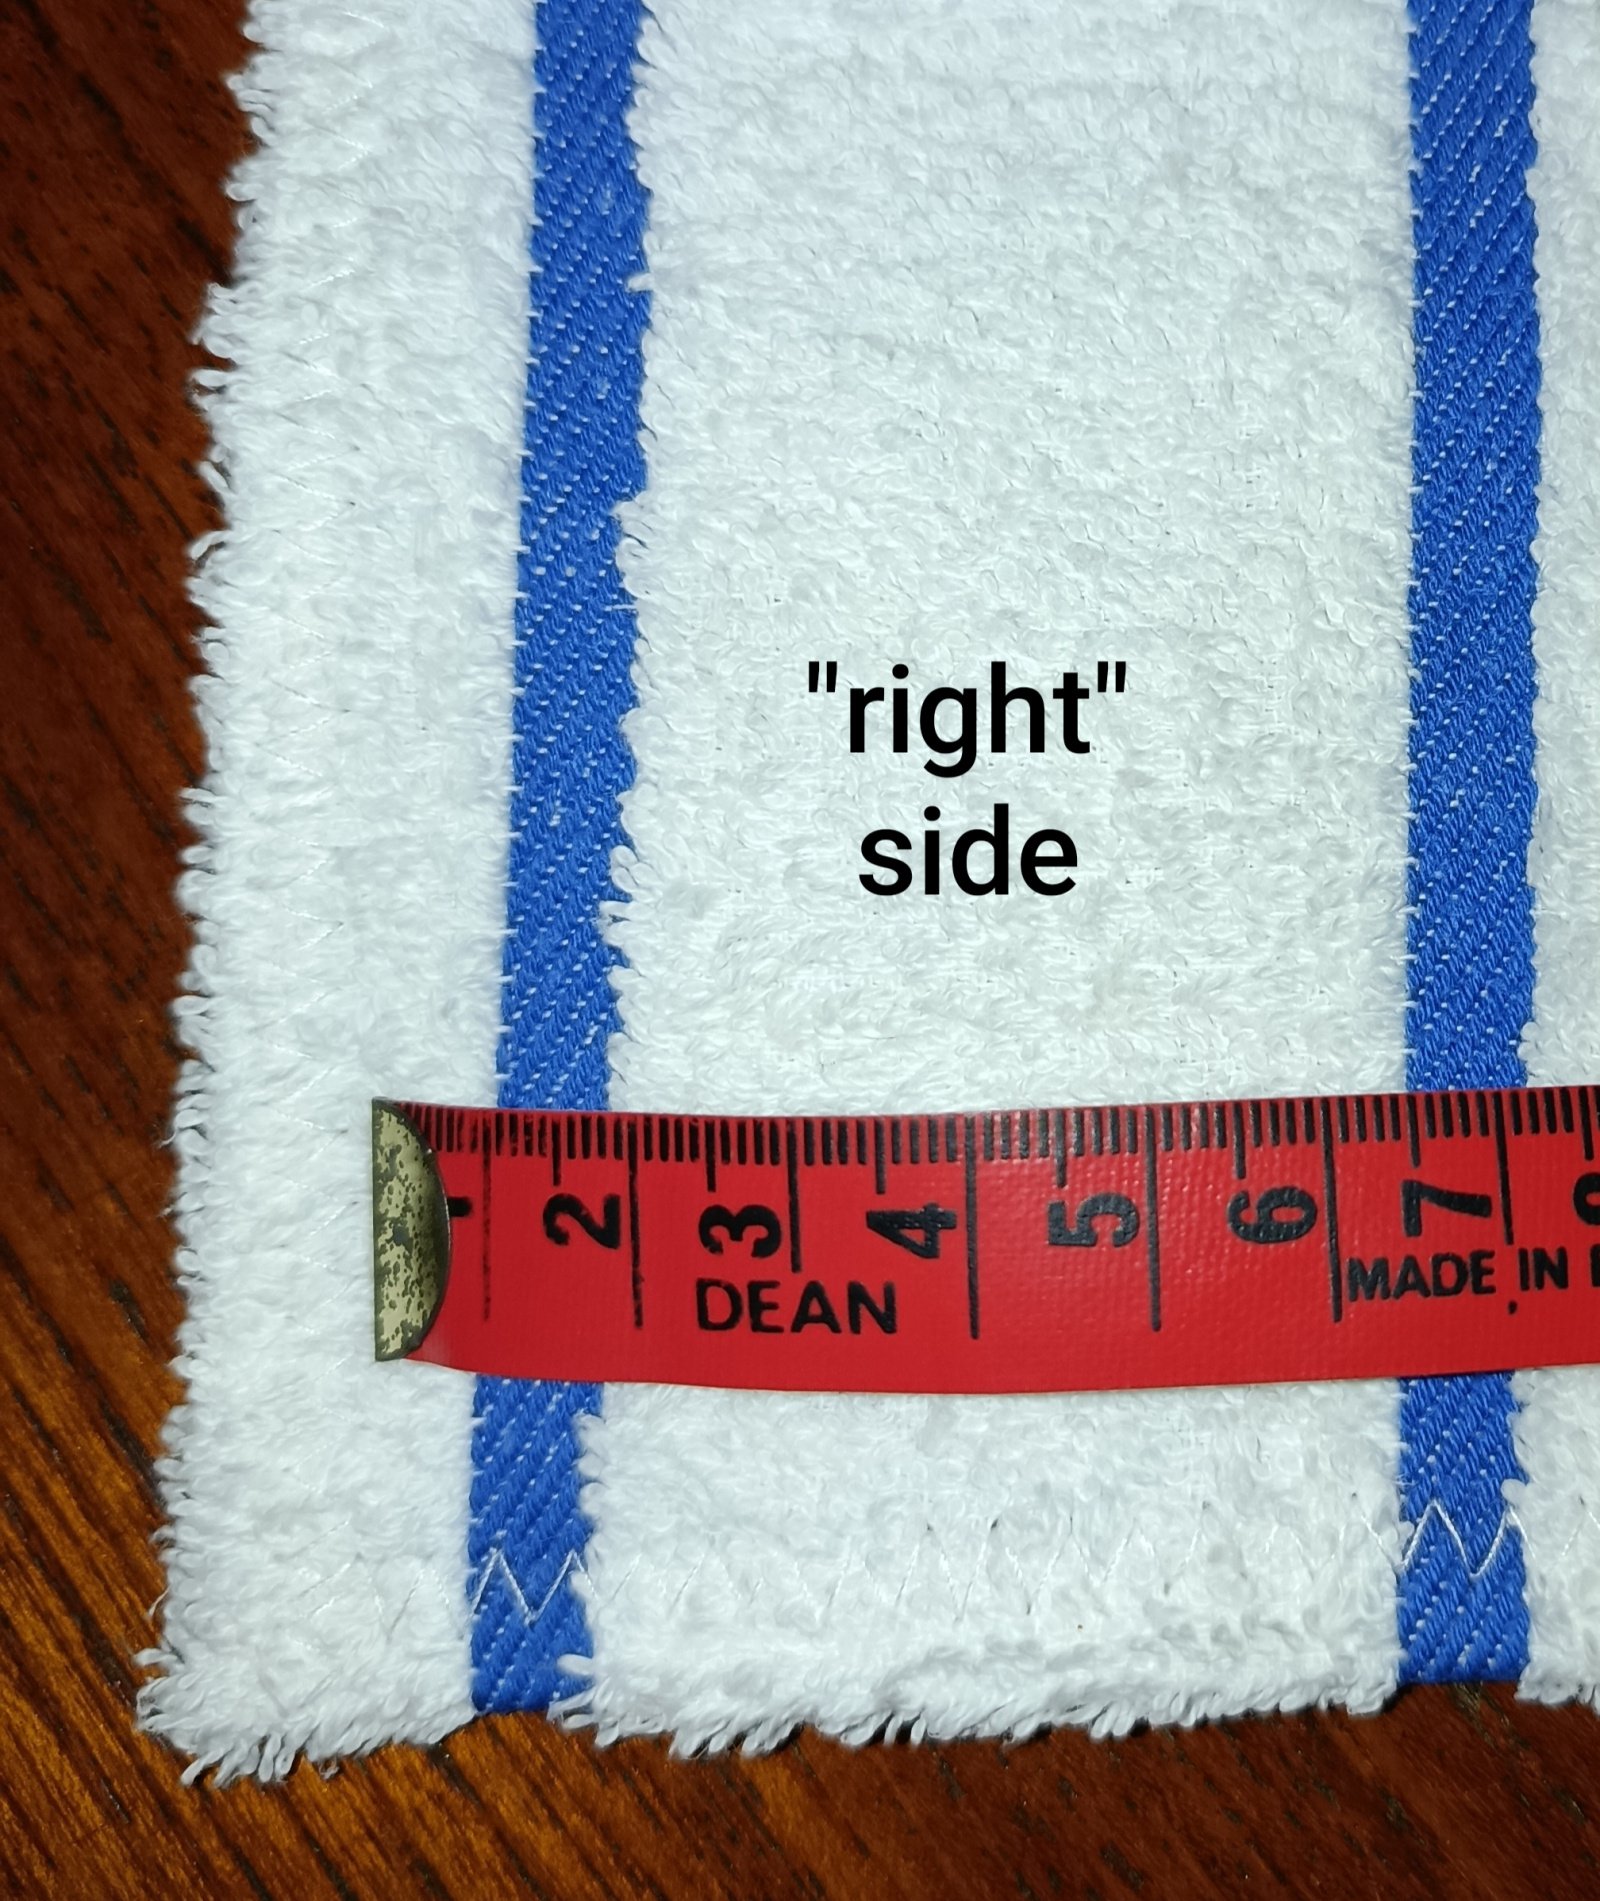 "right"
side
1 2 3 4 5 6 7
DEAN
MADE IN